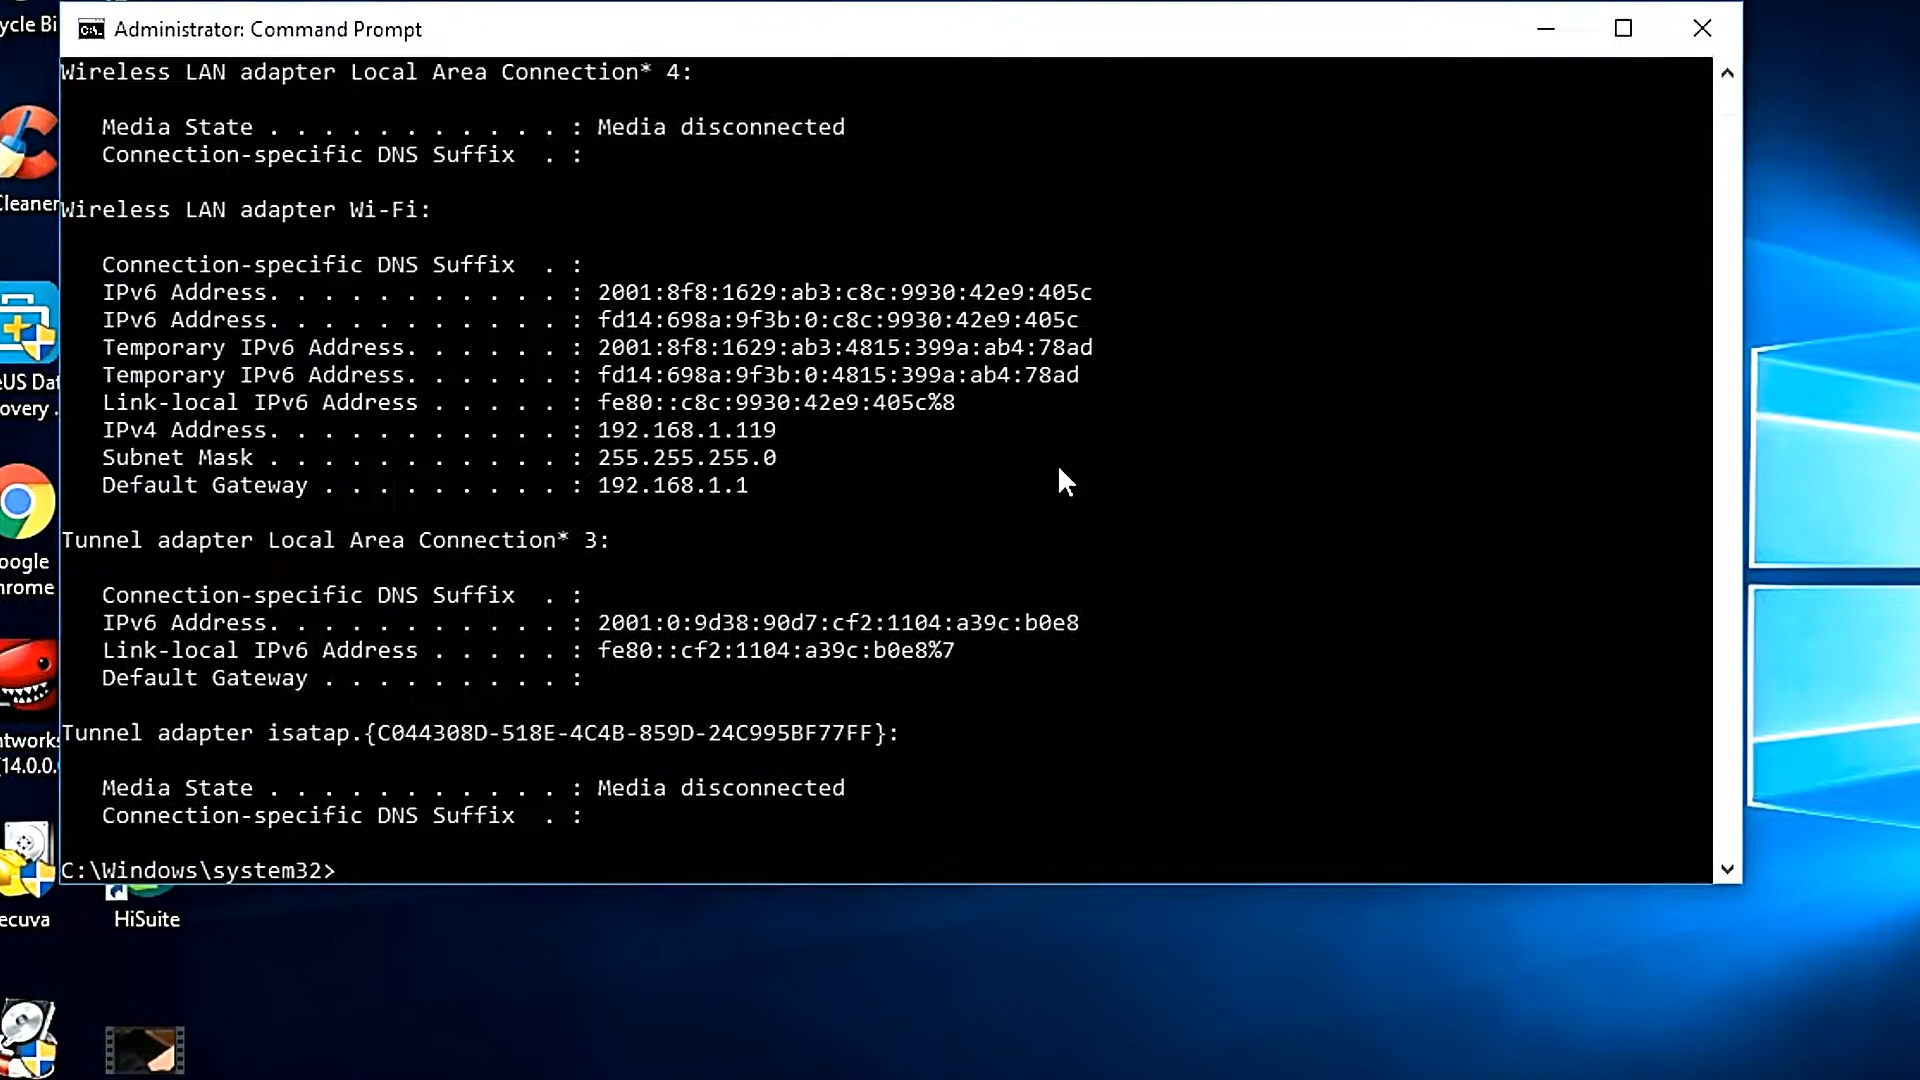 ycle Bi
Administrator: Command Prompt
Wireless LAN adapter Local Area Connection* 4:
Media State . . . . . . . . . . . : Media disconnected
Connection-specific DNS Suffix  . :
Wireless LAN adapter Wi-Fi:
Connection-specific DNS Suffix  . :
IPv6 Address. . . . . . . . . . . : 2001:8f8:1629:ab3:c8c:9930:42e9:405c
IPv6 Address. . . . . . . . . . . : fd14:698a:9f3b:0:c8c:9930:42e9:405c
Temporary IPv6 Address. . . . . . : 2001:8f8:1629:ab3:4815:399a:ab4:78ad
Temporary IPv6 Address. . . . . . : fd14:698a:9f3b:0:4815:399a:ab4:78ad
Link-local IPv6 Address . . . . . : fe80::c8c:9930:42e9:405c%8
IPv4 Address. . . . . . . . . . . : 192.168.1.119
Subnet Mask . . . . . . . . . . . : 255.255.255.0
Default Gateway . . . . . . . . . : 192.168.1.1
Tunnel adapter Local Area Connection* 3:
Connection-specific DNS Suffix  . :
IPv6 Address. . . . . . . . . . . : 2001:0:9d38:90d7:cf2:1104:a39c:b0e8
Link-local IPv6 Address . . . . . : fe80::cf2:1104:a39c:b0e8%7
Default Gateway . . . . . . . . . :
Tunnel adapter isatap.{C044308D-518E-4C4B-859D-24C995BF77FF}:
Media State . . . . . . . . . . . : Media disconnected
Connection-specific DNS Suffix  . :
C:\Windows\system32>
Cleaner
eUS Dat
overy .
oogle
hrome
ntworks
[14.0.0.
ecuva
HiSuite